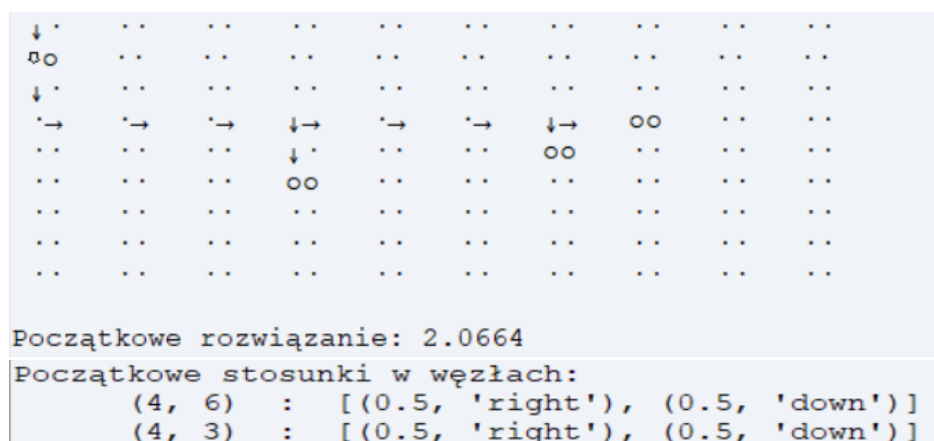 ↓· ·· ·· ·· ·· ·· ·· ·· ·· ··
⇩○ ·· ·· ·· ·· ·· ·· ·· ·· ··
↓· ·· ·· ·· ·· ·· ·· ·· ·· ··
·→ ·→ ·→ ↓→ ·→ ·→ ↓→ ○○ ·· ··
·· ·· ·· ↓· ·· ·· ○○ ·· ·· ··
·· ·· ·· ○○ ·· ·· ·· ·· ·· ··
·· ·· ·· ·· ·· ·· ·· ·· ·· ··
·· ·· ·· ·· ·· ·· ·· ·· ·· ··
·· ·· ·· ·· ·· ·· ·· ·· ·· ··
Początkowe rozwiązanie: 2.0664
Początkowe stosunki w węzłach:
(4, 6) : [(0.5, 'right'), (0.5, 'down')]
(4, 3) : [(0.5, 'right'), (0.5, 'down')]